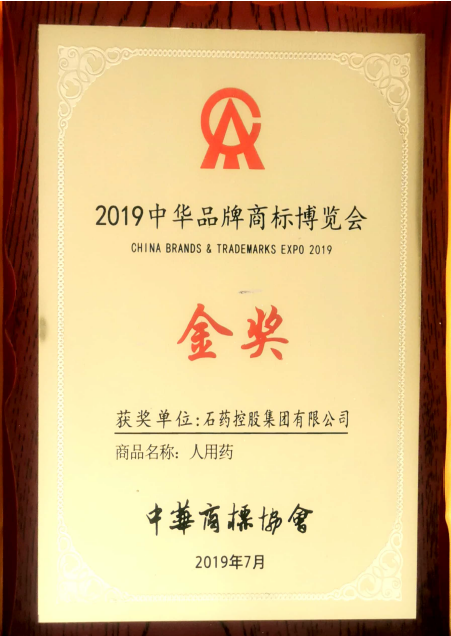 2019中华品牌商标博览会
CHINA BRANDS & TRADEMARKS EXPO 2019
金奖
获奖单位:石药控股集团有限公司
商品名称:人用药
中華商標協會
2019年7月